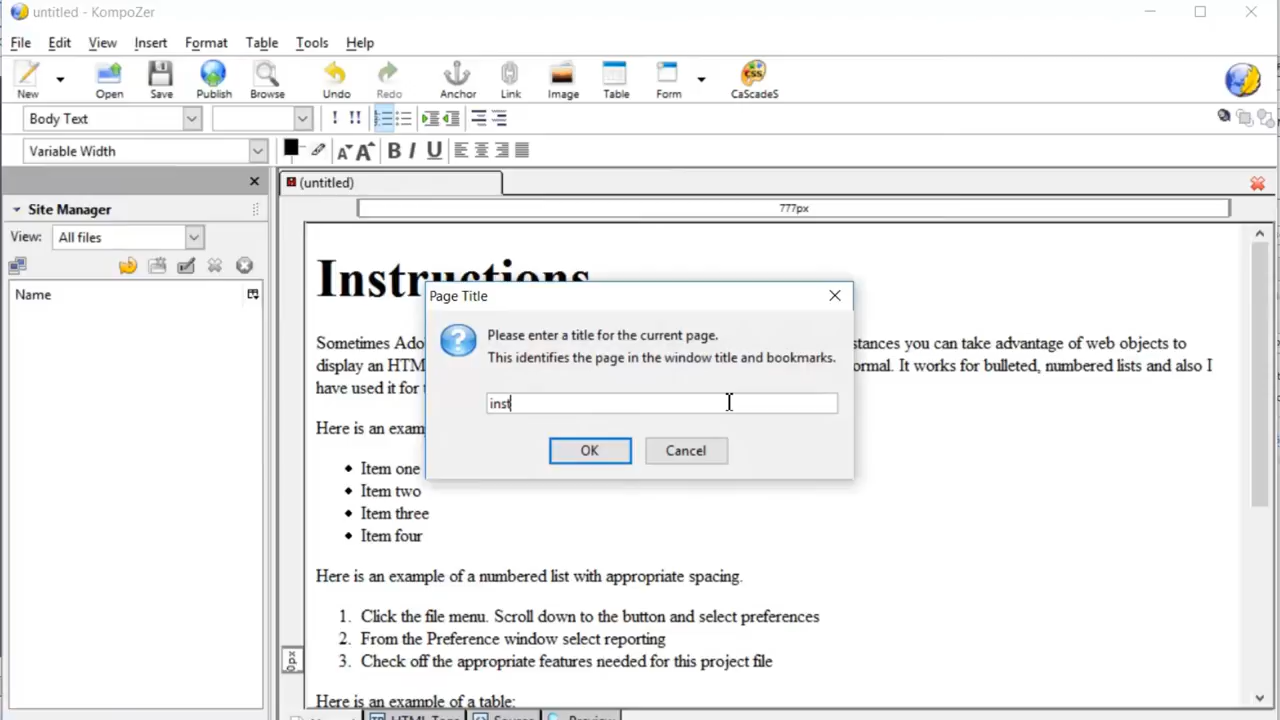 untitled - KompoZer
File Edit View Insert Format Table Tools Help
New Open Save Publish Browse Undo Redo Anchor Link Image Table Form CaScadeS
Body Text ! !!
Variable Width A A B I U
(untitled)
Site Manager
777px
View: All files
Name
Instructions
Page Title
Please enter a title for the current page.
This identifies the page in the window title and bookmarks.
inst
OK Cancel
Sometimes Ado stances you can take advantage of web objects to
display an HTM ormal. It works for bulleted, numbered lists and also I
have used it for
Here is an exam
Item one
Item two
Item three
Item four
Here is an example of a numbered list with appropriate spacing.
1. Click the file menu. Scroll down to the button and select preferences
2. From the Preference window select reporting
3. Check off the appropriate features needed for this project file
0px
Here is an example of a table:
HTML Tags Source Preview